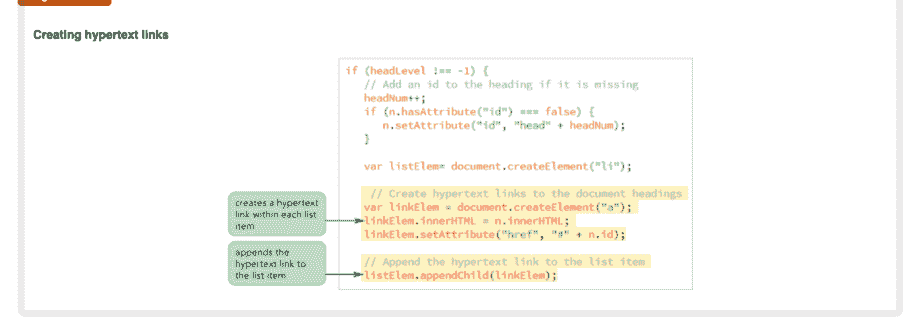 Creating hypertext links
if (headLevel !== -1) {
// Add an id to the heading if it is missing
headNum++;
if (n.hasAttribute("id") === false) {
n.setAttribute("id", "head" + headNum);
}
var listElem= document.createElement("li");
// Create hypertext links to the document headings
var linkElem = document.createElement("a");
linkElem.innerHTML = n.innerHTML;
linkElem.setAttribute("href", "#" + n.id);
// Append the hypertext link to the list item
listElem.appendChild(linkElem);
creates a hypertext
link within each list
item
appends the
hypertext link to
the list item